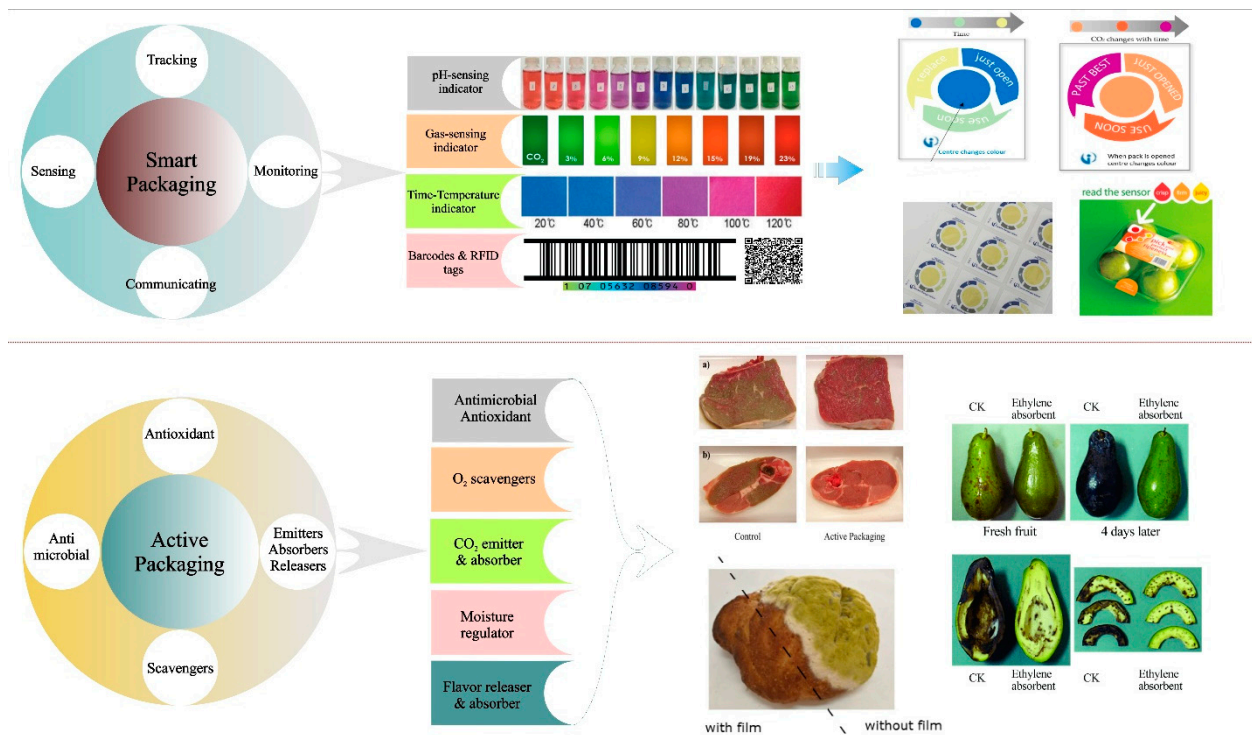 Tracking
Sensing
Smart
Packaging
Monitoring
Communicating
pH-sensing
indicator
Gas-sensing
indicator
CO₂
3%
6%
9%
12%
15%
19%
23%
Time-Temperature
indicator
20℃
40℃
60℃
80℃
100℃
120℃
Barcodes & RFID
tags
1 07 05632 08594 0
Time
replace
just open
use soon
Centre changes colour
CO₂ changes with time
PAST BEST
JUST OPENED
USE SOON
When pack is opened
centre changes colour
read the sensor
crisp
firm
juicy
Antioxidant
Anti
microbial
Active
Packaging
Emitters
Absorbers
Releasers
Scavengers
Antimicrobial
Antioxidant
O₂ scavengers
CO₂ emitter
& absorber
Moisture
regulator
Flavor releaser
& absorber
a)
b)
Control
Active Packaging
with film
without film
CK
Ethylene
absorbent
CK
Ethylene
absorbent
Fresh fruit
4 days later
CK
Ethylene
absorbent
CK
Ethylene
absorbent